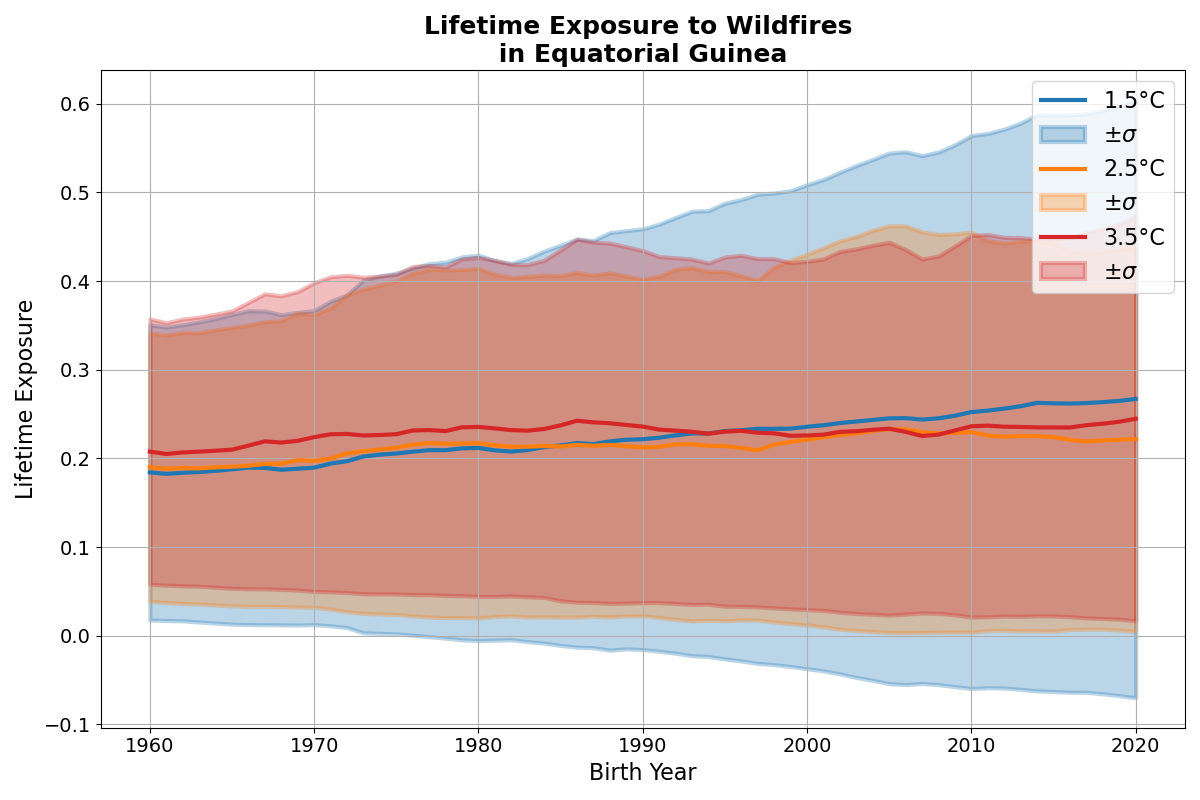 Lifetime Exposure to Wildfires
in Equatorial Guinea
Lifetime Exposure
0.6
0.5
0.4
0.3
0.2
0.1
0.0
−0.1
1960
1970
1980
1990
2000
2010
2020
Birth Year
1.5°C
±σ
2.5°C
±σ
3.5°C
±σ